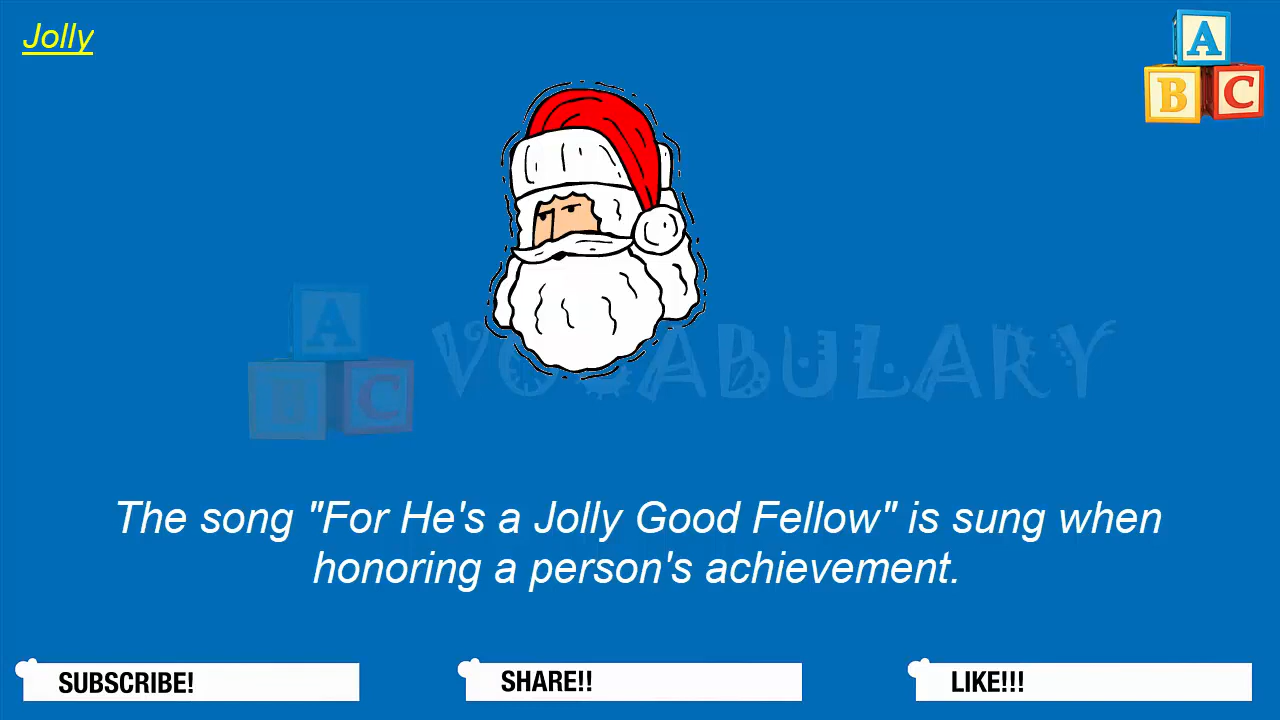 Jolly
A
B C
A
B C
VOCABULARY
The song "For He's a Jolly Good Fellow" is sung when
honoring a person's achievement.
SUBSCRIBE!
SHARE!!
LIKE!!!